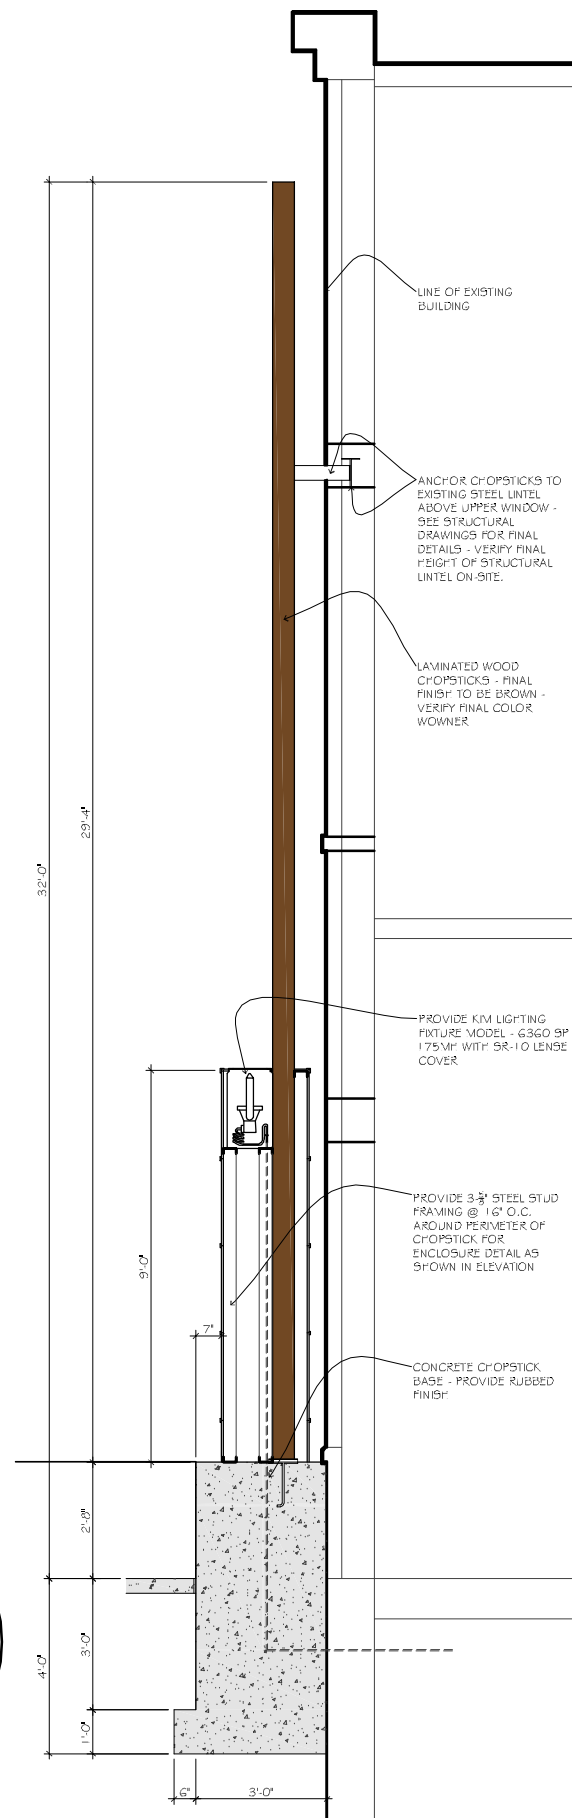 LINE OF EXISTING
BUILDING
ANCHOR CHOPSTICKS TO
EXISTING STEEL LINTEL
ABOVE UPPER WINDOW -
SEE STRUCTURAL
DRAWINGS FOR FINAL
DETAILS - VERIFY FINAL
HEIGHT OF STRUCTURAL
LINTEL ON-SITE.
LAMINATED WOOD
CHOPSTICKS - FINAL
FINISH TO BE BROWN -
VERIFY FINAL COLOR
WOWNER
29'-4"
32'-0"
PROVIDE KIM LIGHTING
FIXTURE MODEL - 6360 SP
175MH WITH SR-10 LENSE
COVER
PROVIDE 3-5/8" STEEL STUD
FRAMING @ 16" O.C.
AROUND PERIMETER OF
CHOPSTICK FOR
ENCLOSURE DETAIL AS
SHOWN IN ELEVATION
9'-0"
7"
CONCRETE CHOPSTICK
BASE - PROVIDE RUBBED
FINISH
2'-8"
3'-0"
4'-0"
1'-0"
6"
3'-0"